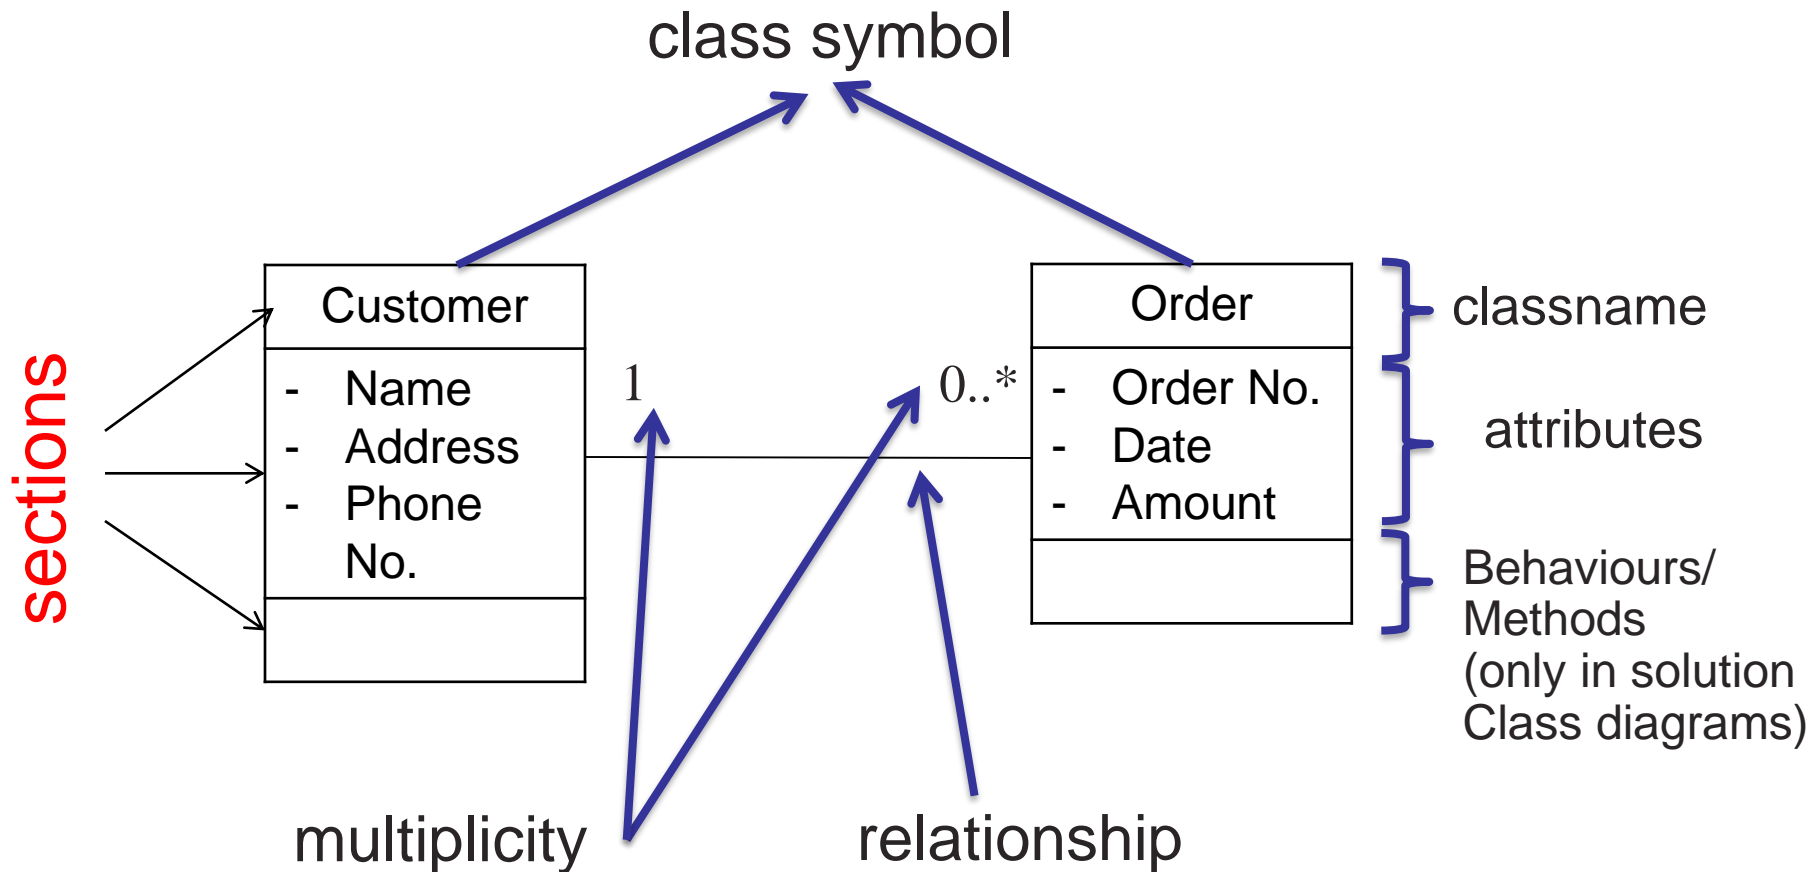 class symbol
sections
Customer
- Name
- Address
- Phone
No.
1
0..*
Order
- Order No.
- Date
- Amount
classname
attributes
Behaviours/
Methods
(only in solution
Class diagrams)
multiplicity
relationship